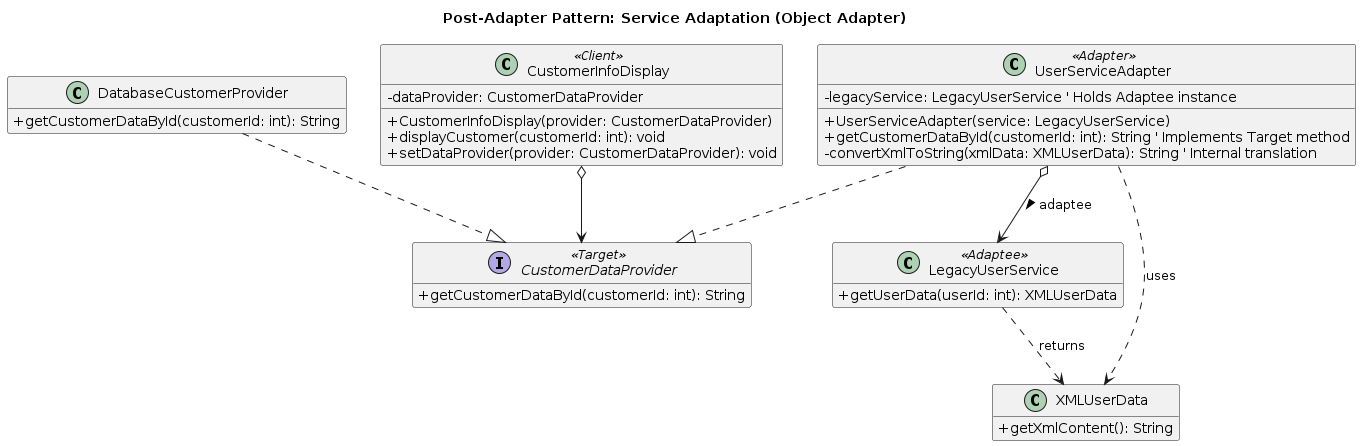 Post-Adapter Pattern: Service Adaptation (Object Adapter)
C DatabaseCustomerProvider
+getCustomerDataById(customerId: int): String
«Client»
C CustomerInfoDisplay
-dataProvider: CustomerDataProvider
+CustomerInfoDisplay(provider: CustomerDataProvider)
+displayCustomer(customerId: int): void
+setDataProvider(provider: CustomerDataProvider): void
«Adapter»
C UserServiceAdapter
-legacyService: LegacyUserService ' Holds Adaptee instance
+UserServiceAdapter(service: LegacyUserService)
+getCustomerDataById(customerId: int): String ' Implements Target method
-convertXmlToString(xmlData: XMLUserData): String ' Internal translation
adaptee
«Target»
I CustomerDataProvider
+getCustomerDataById(customerId: int): String
«Adaptee»
C LegacyUserService
+getUserData(userId: int): XMLUserData
uses
returns
C XMLUserData
+getXmlContent(): String